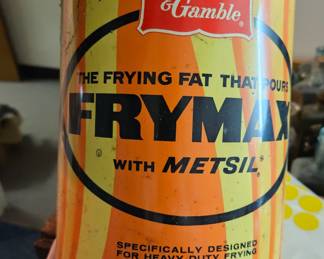 & Gamble®
THE FRYING FAT THAT POURS
FRYMAX
WITH METSIL®
SPECIFICALLY DESIGNED
FOR HEAVY DUTY FRYING